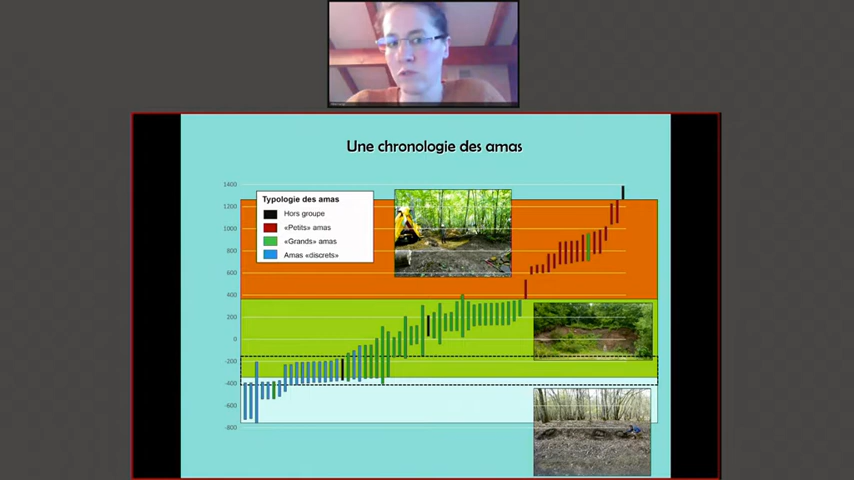 Une chronologie des amas
1400
1200
1000
800
600
400
200
0
-200
-400
-600
-800
Typologie des amas
Hors groupe
«Petits» amas
«Grands» amas
Amas «discrets»